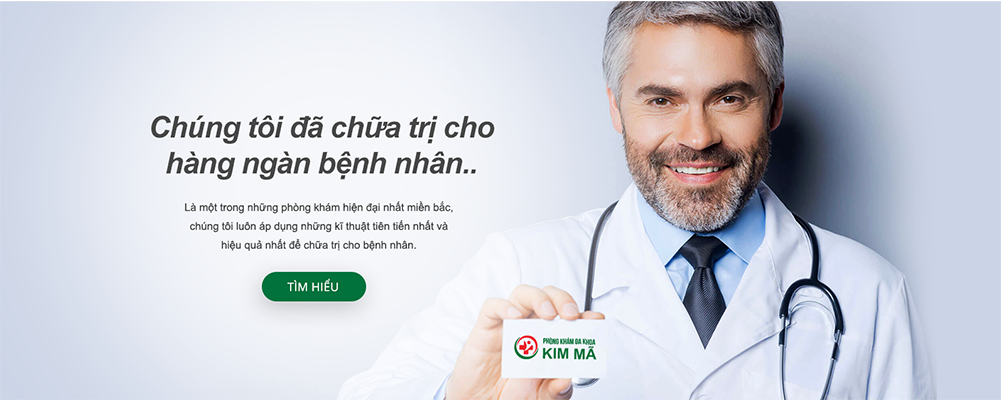 Chúng tôi đã chữa trị cho
hàng ngàn bệnh nhân..
Là một trong những phòng khám hiện đại nhất miền bắc,
chúng tôi luôn áp dụng những kĩ thuật tiên tiến nhất và
hiệu quả nhất để chữa trị cho bệnh nhân.
TÌM HIỂU
PHÒNG KHÁM ĐA KHOA
KIM MÃ